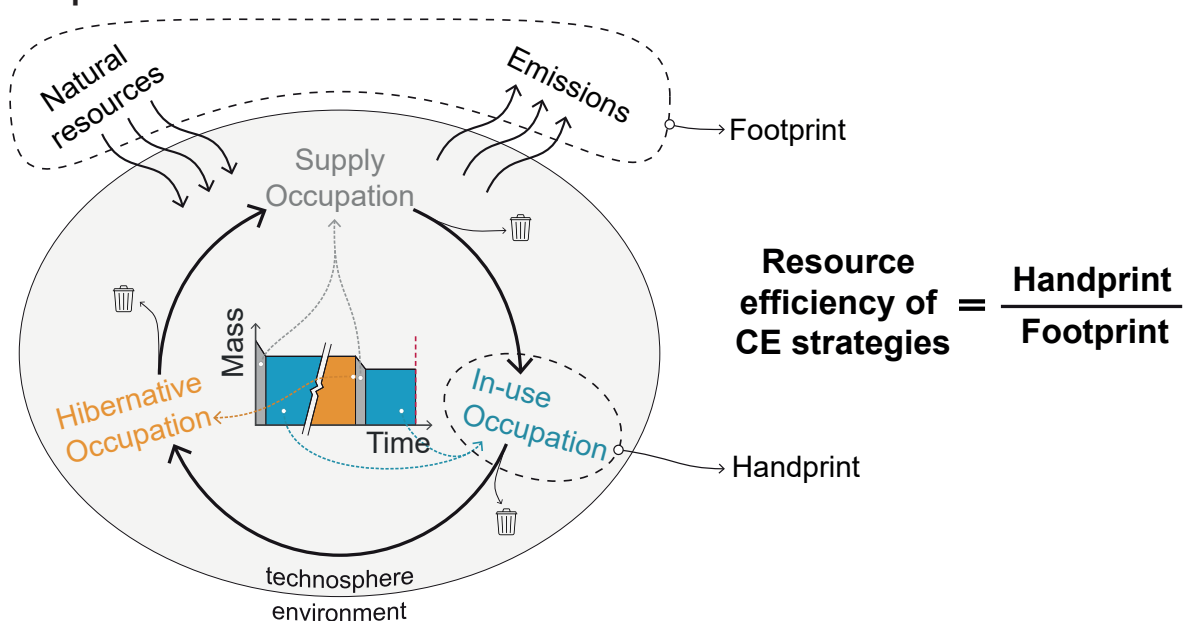 Natural
resources
Emissions
Footprint
Supply
Occupation
Resource
efficiency of
CE strategies
=
Handprint
Footprint
Mass
Time
In-use
Occupation
Hibernative
Occupation
Handprint
technosphere
environment